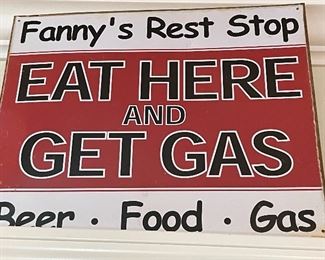 Fanny's Rest Stop
EAT HERE
AND
GET GAS
Beer · Food · Gas